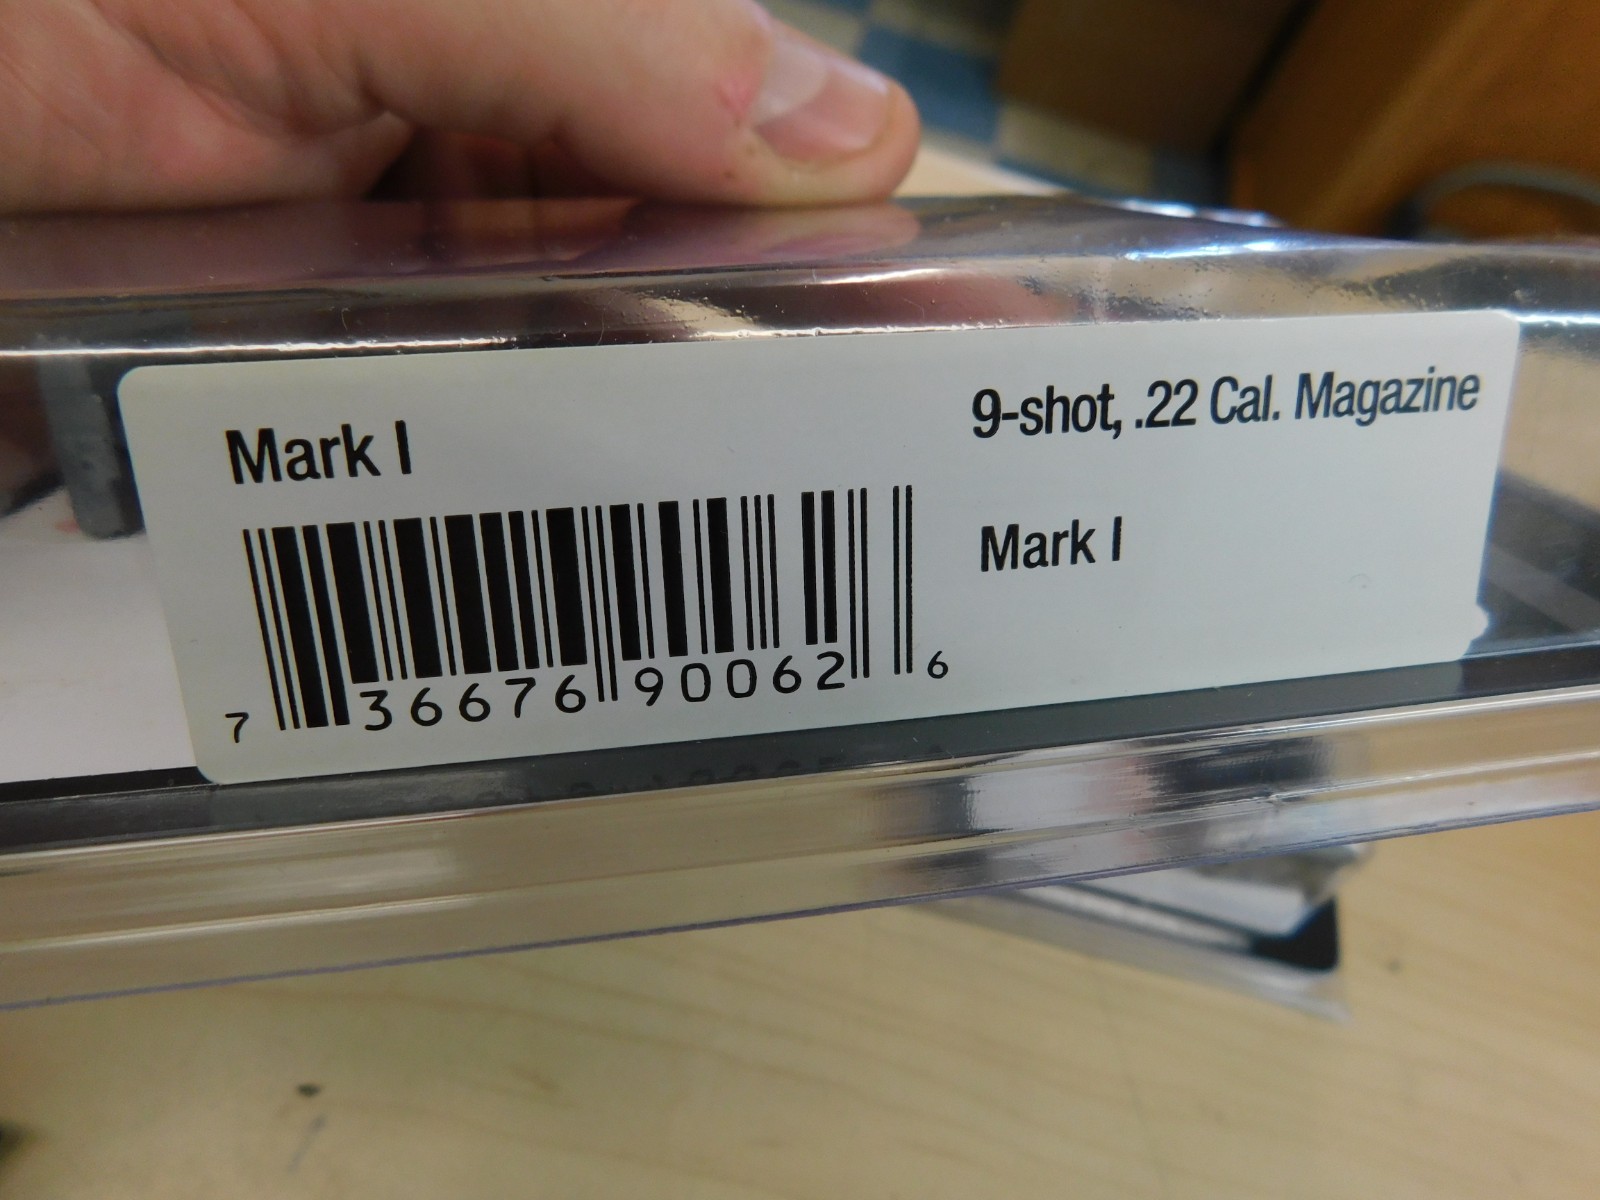 Mark I
9-shot, .22 Cal. Magazine
Mark I
7 36676 90062 6